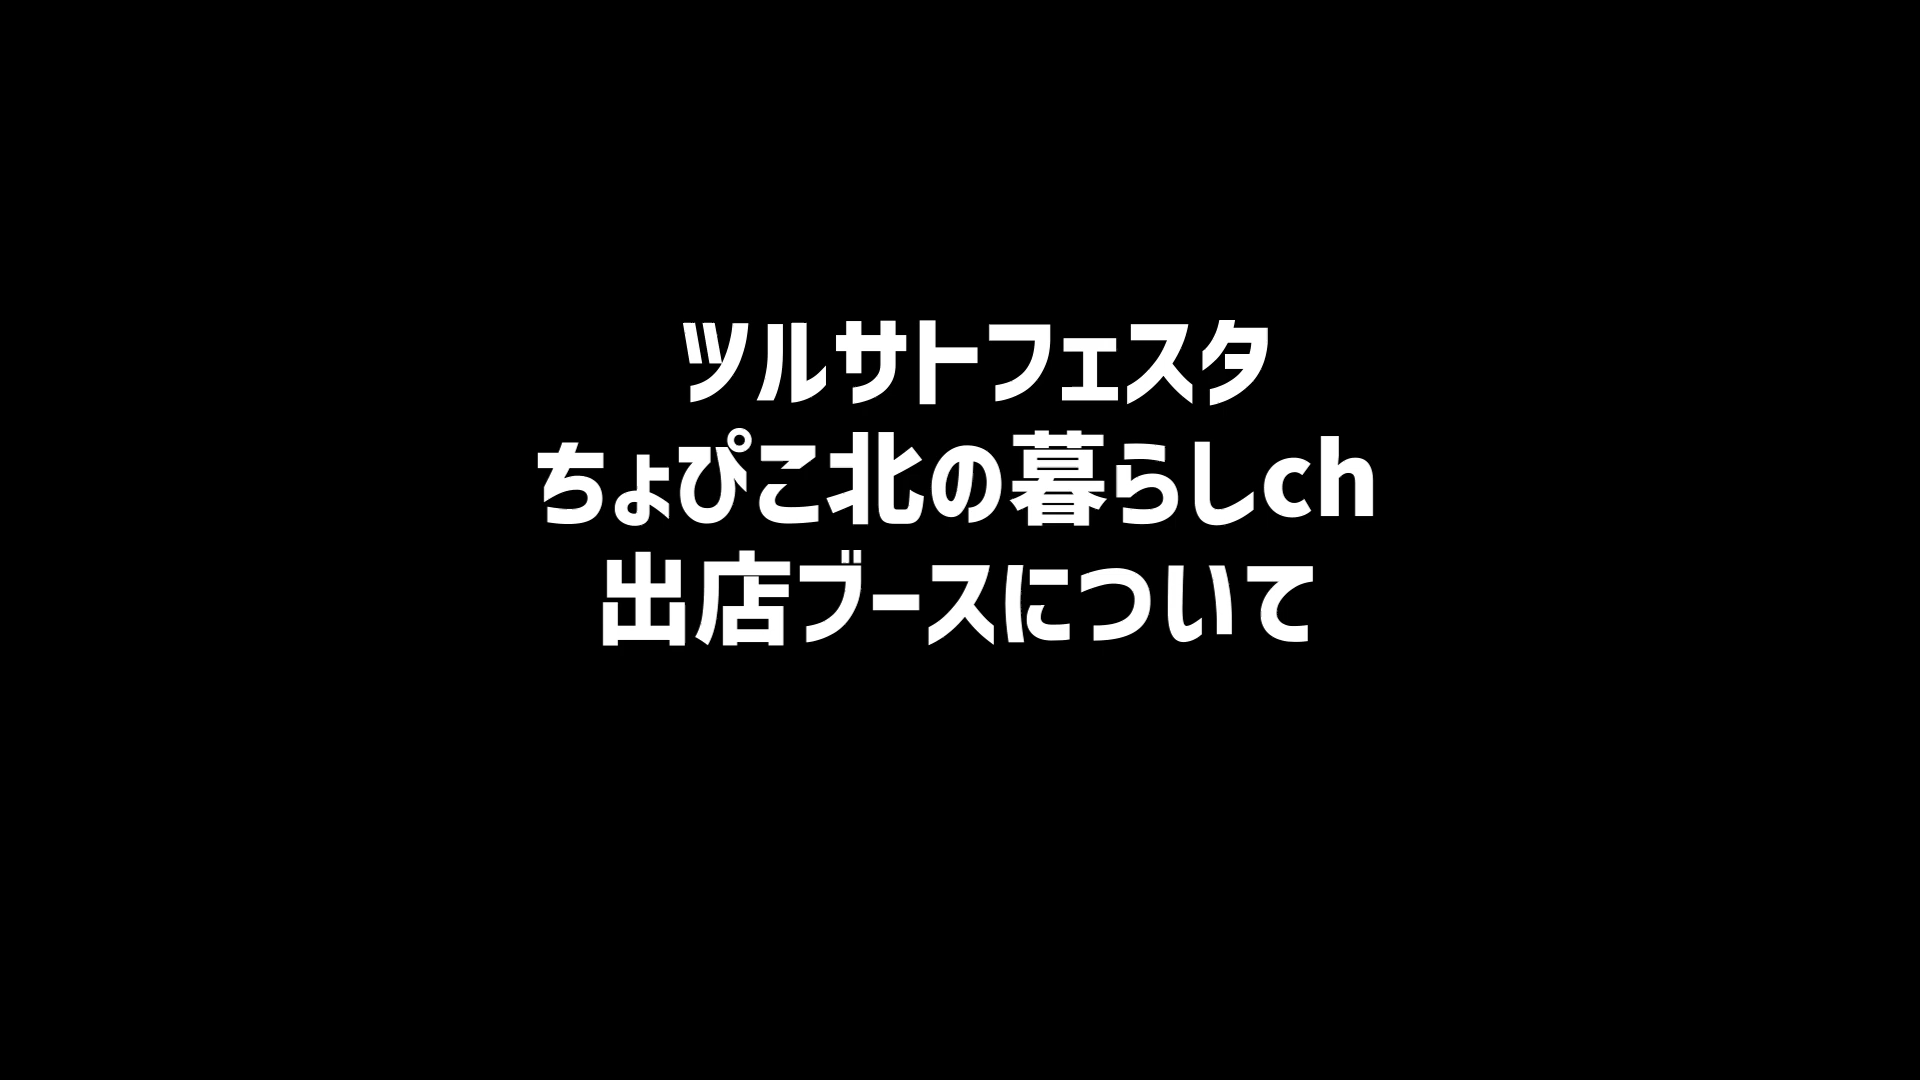 ツルサトフェスタ
ちょぴこ北の暮らしch
出店ブースについて